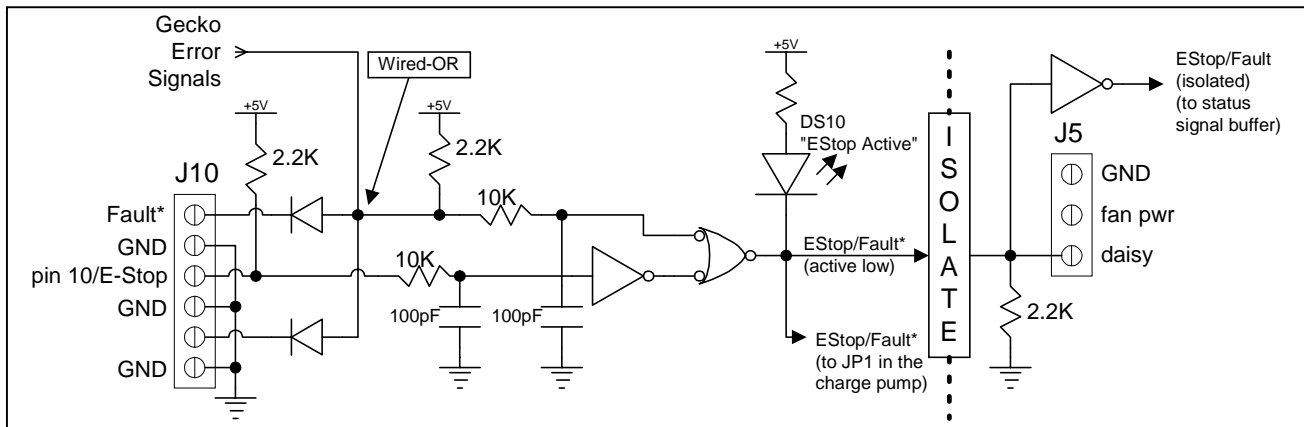 Gecko
Error
Signals
Wired-OR
+5V
2.2K
+5V
2.2K
J10
Fault*
GND
pin 10/E-Stop
GND
GND
10K
10K
100pF
100pF
+5V
DS10
"EStop Active"
EStop/Fault*
(active low)
EStop/Fault*
(to JP1 in the
charge pump)
I
S
O
L
A
T
E
EStop/Fault
(isolated)
(to status
signal buffer)
J5
GND
fan pwr
daisy
2.2K